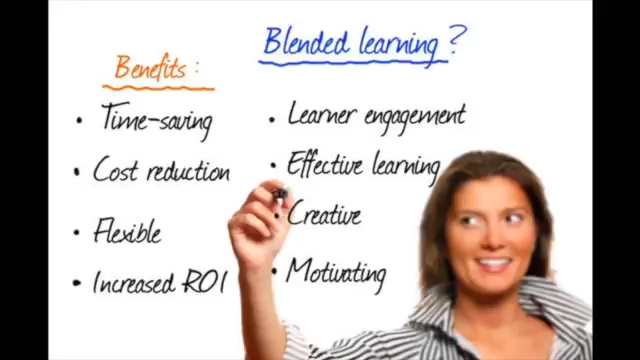 Blended learning ?
Benefits :
• Time-saving
• Cost reduction
• Flexible
• Increased ROI
• Learner engagement
• Effective learning
• Creative
• Motivating